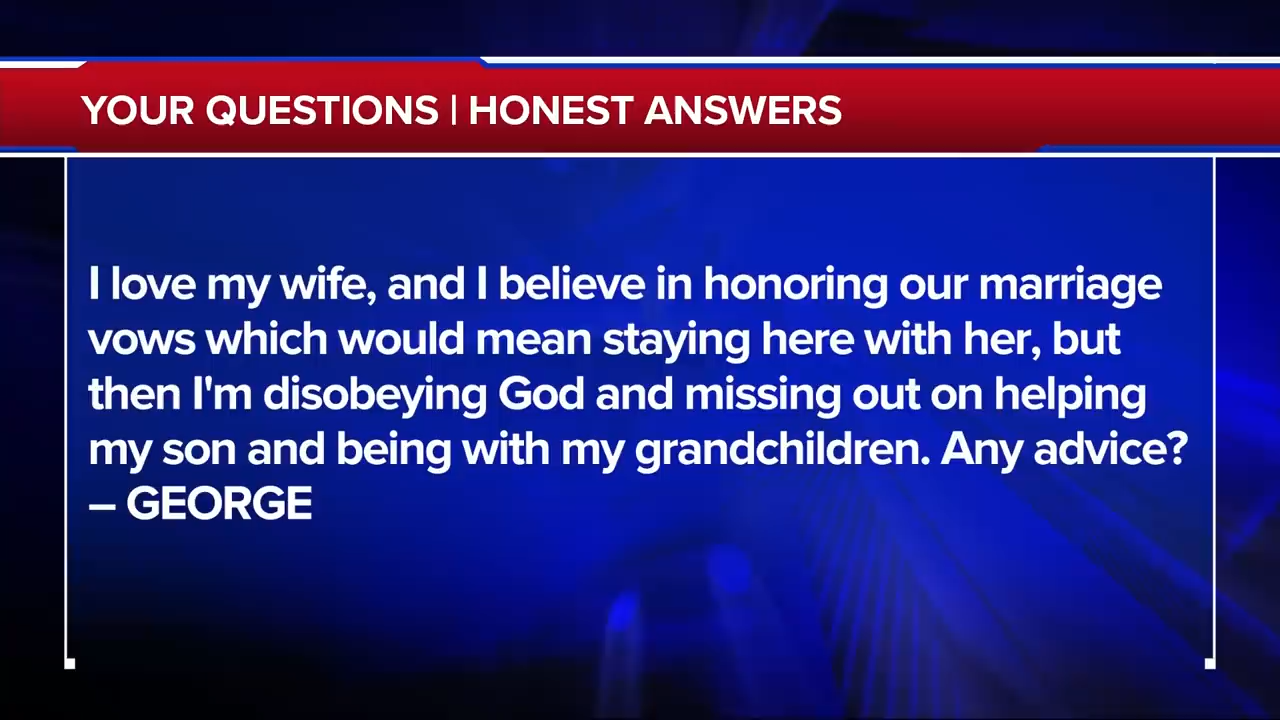 YOUR QUESTIONS | HONEST ANSWERS
I love my wife, and I believe in honoring our marriage
vows which would mean staying here with her, but
then I'm disobeying God and missing out on helping
my son and being with my grandchildren. Any advice?
– GEORGE